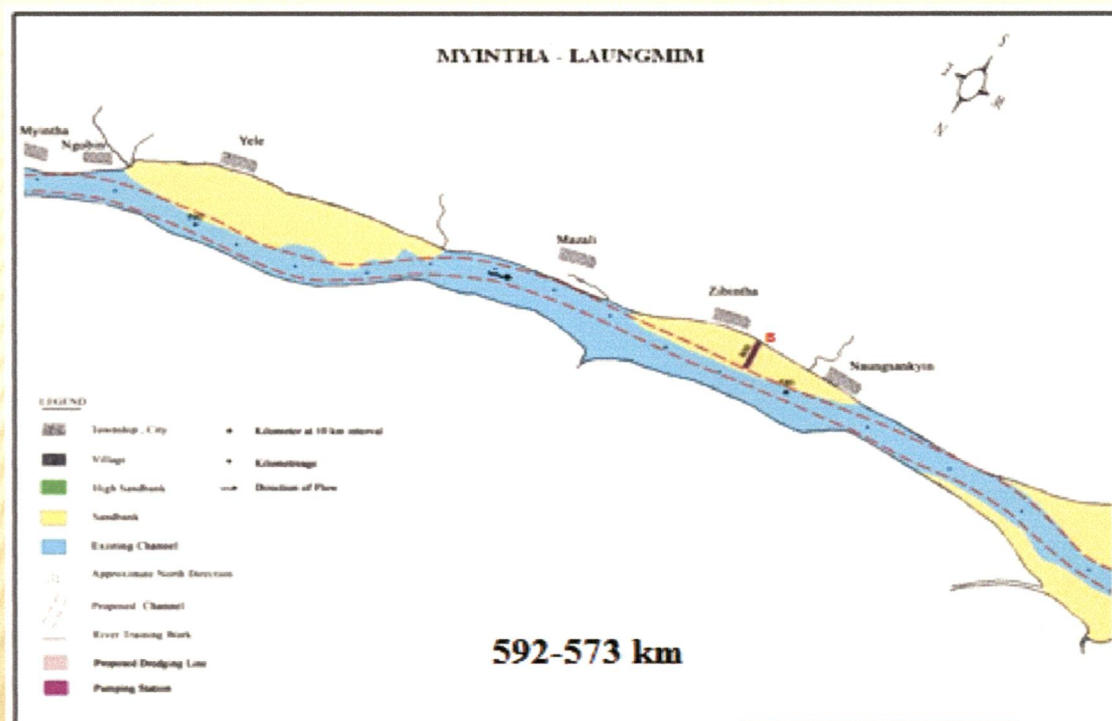 MYINTHA - LAUNGMIM
S
N
Myintha
Ngobin
Yele
Mazali
Zibintha
S
Naungsankyin
LEGEND
Township , City
Village
High Sandbank
Sandbank
Existing Channel
Approximate North Direction
Proposed Channel
River Training Work
Proposed Dredging Line
Pumping Station
Kilometer at 10 km interval
Kilometreage
Direction of Flow
592-573 km